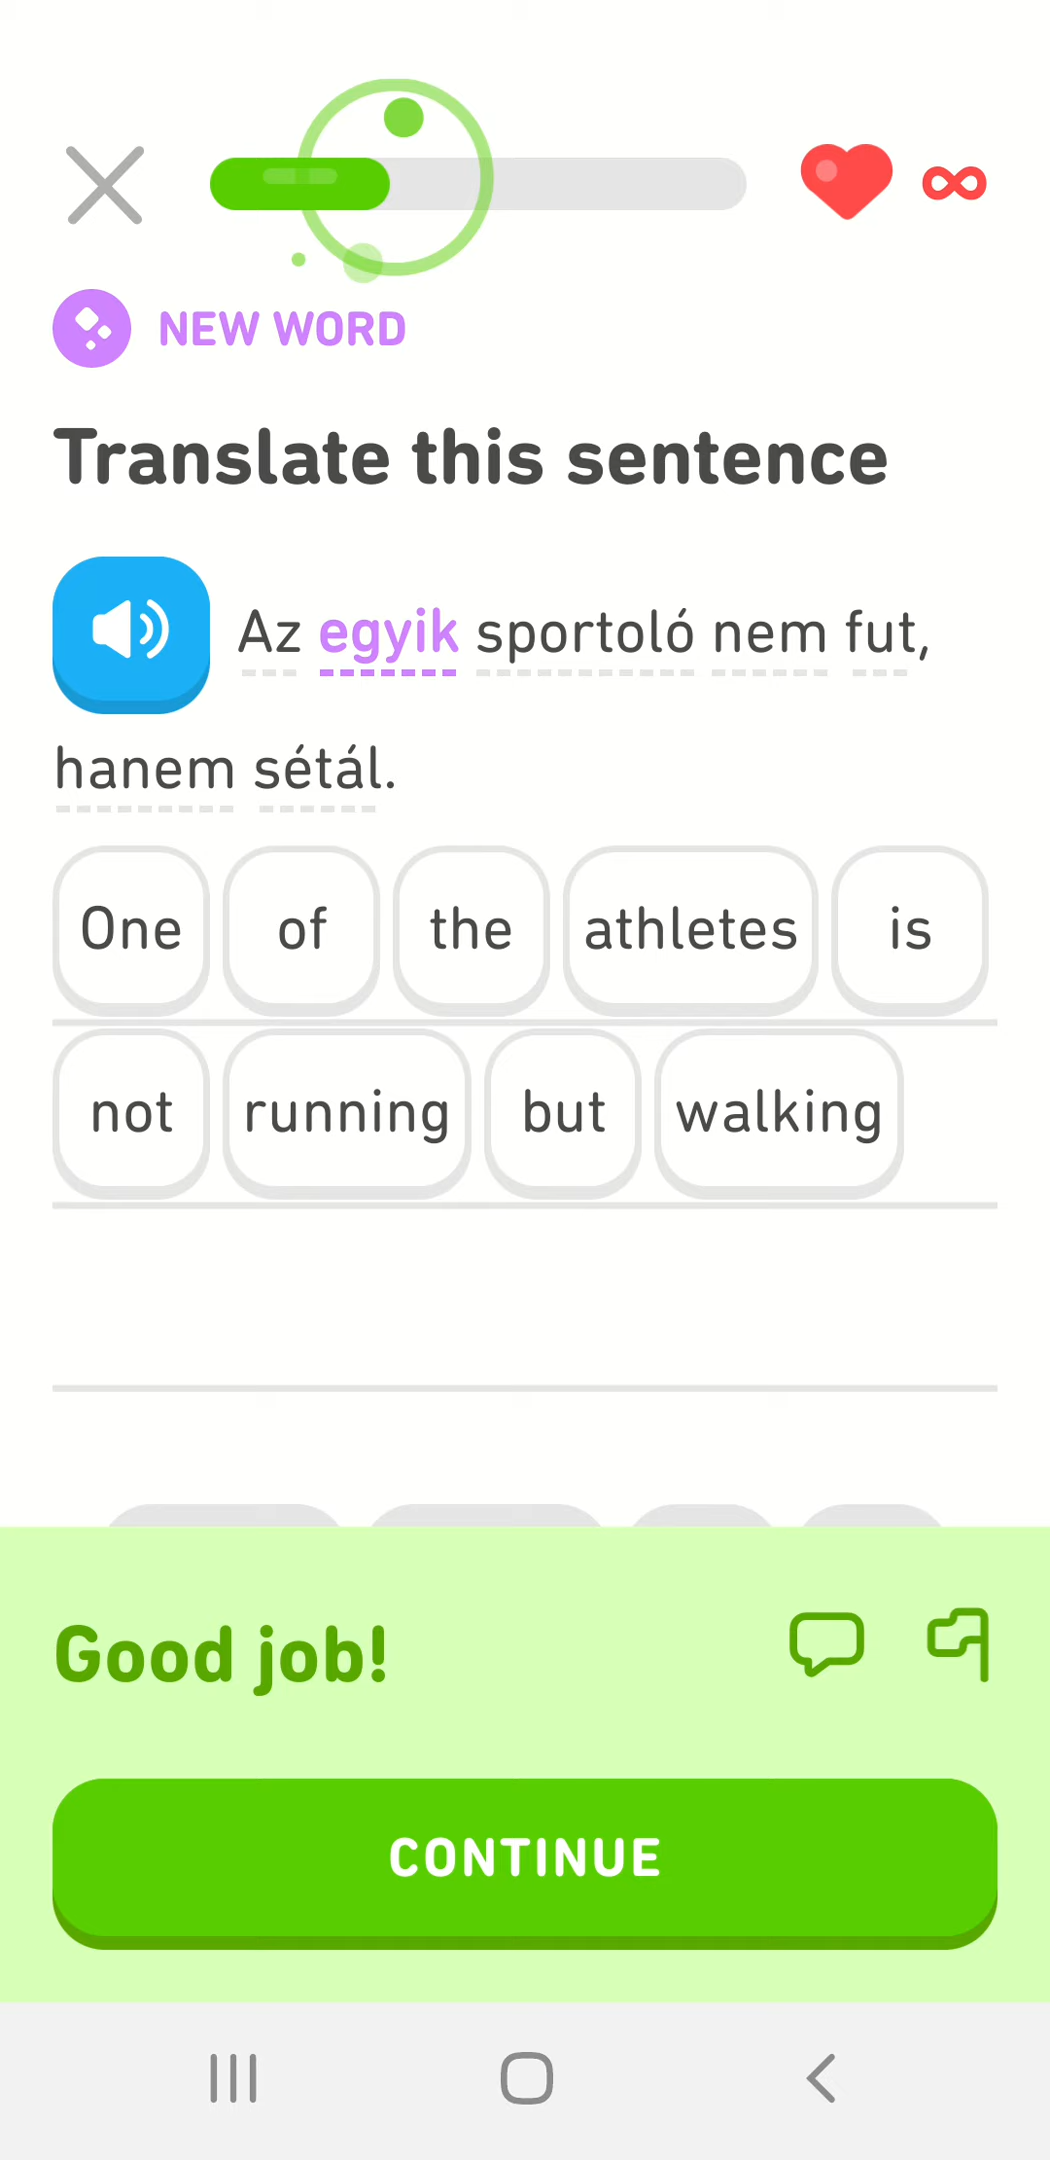 NEW WORD
Translate this sentence
Az egyik sportoló nem fut,
hanem sétál.
One of the athletes is
not running but walking
Good job!
CONTINUE